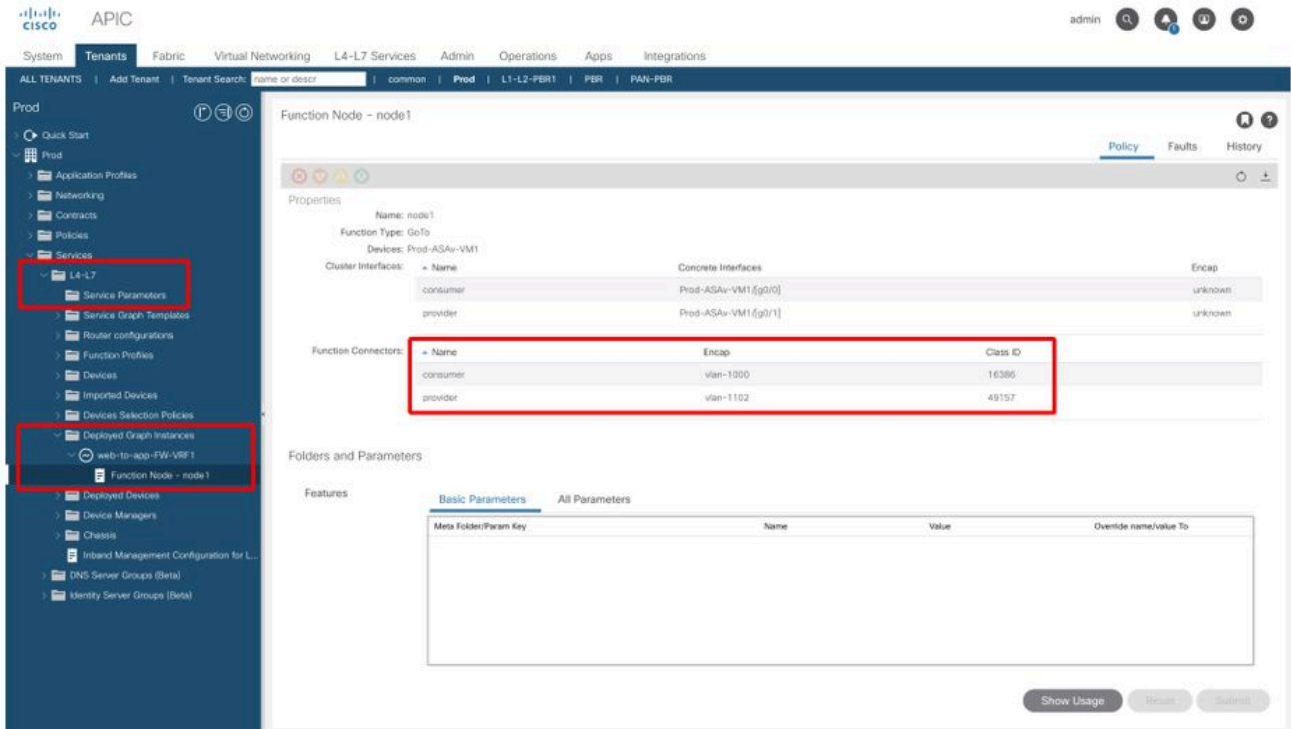 CISCO APIC admin 1
System Tenants Fabric Virtual Networking L4-L7 Services Admin Operations Apps Integrations
ALL TENANTS | Add Tenant | Tenant Search: name or descr | common | Prod | L1-L2-PBR1 | PBR | PAN-PBR
Prod
Quick Start
Prod
Application Profiles
Networking
Contracts
Policies
Services
L4-L7
Service Parameters
Service Graph Templates
Router configurations
Function Profiles
Devices
Imported Devices
Devices Selection Policies
Deployed Graph Instances
web-to-app-FW-VRF1
Function Node - node1
Deployed Devices
Device Managers
Chassis
Inband Management Configuration for L...
DNS Server Groups (Beta)
Identity Server Groups (Beta)
Function Node - node1
Policy Faults History
Properties
Name: node1
Function Type: GoTo
Devices: Prod-ASAv-VM1
Cluster Interfaces: Name Concrete Interfaces Encap
consumer Prod-ASAv-VM1/[g0/0] unknown
provider Prod-ASAv-VM1/[g0/1] unknown
Function Connectors: Name Encap Class ID
consumer vlan-1000 16386
provider vlan-1102 49157
Folders and Parameters
Features Basic Parameters All Parameters
Meta Folder/Param Key Name Value Override name/value To
Show Usage Reset Submit